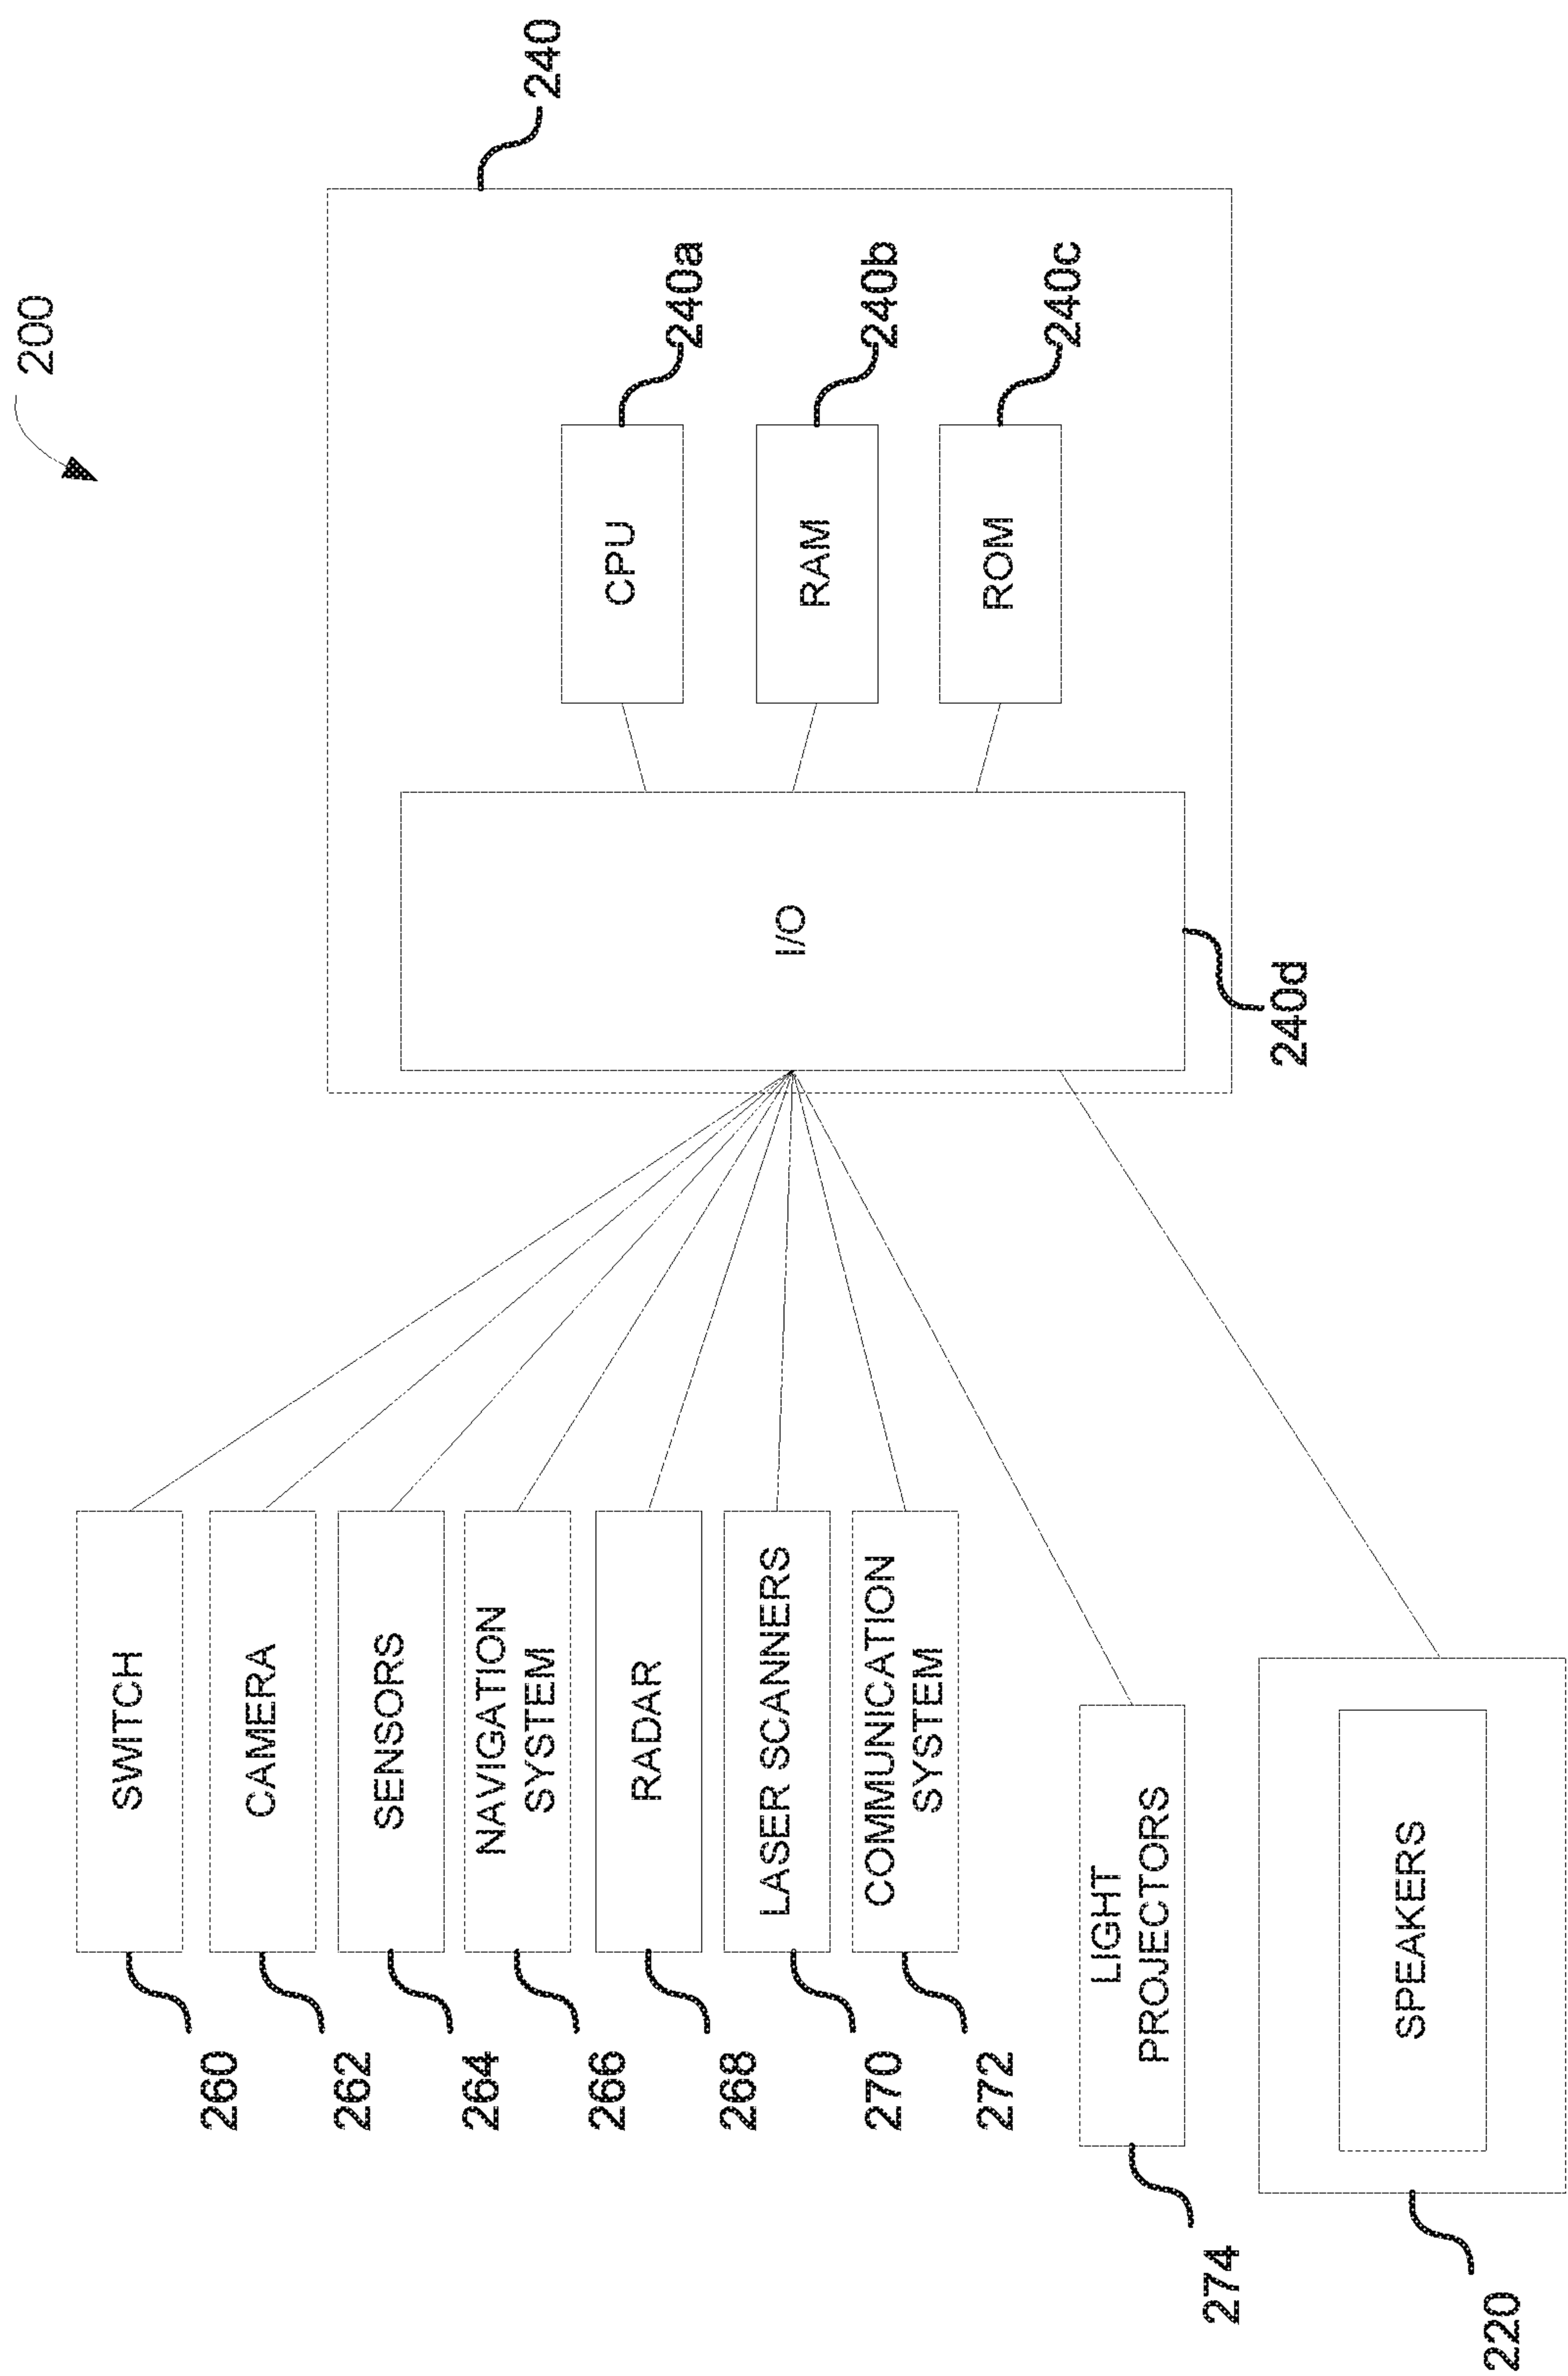 200
SWITCH
260
CAMERA
262
SENSORS
264
NAVIGATION
SYSTEM
266
RADAR
268
LASER SCANNERS
270
COMMUNICATION
SYSTEM
272
LIGHT
PROJECTORS
274
SPEAKERS
220
I/O
240d
CPU
240a
RAM
240b
ROM
240c
240